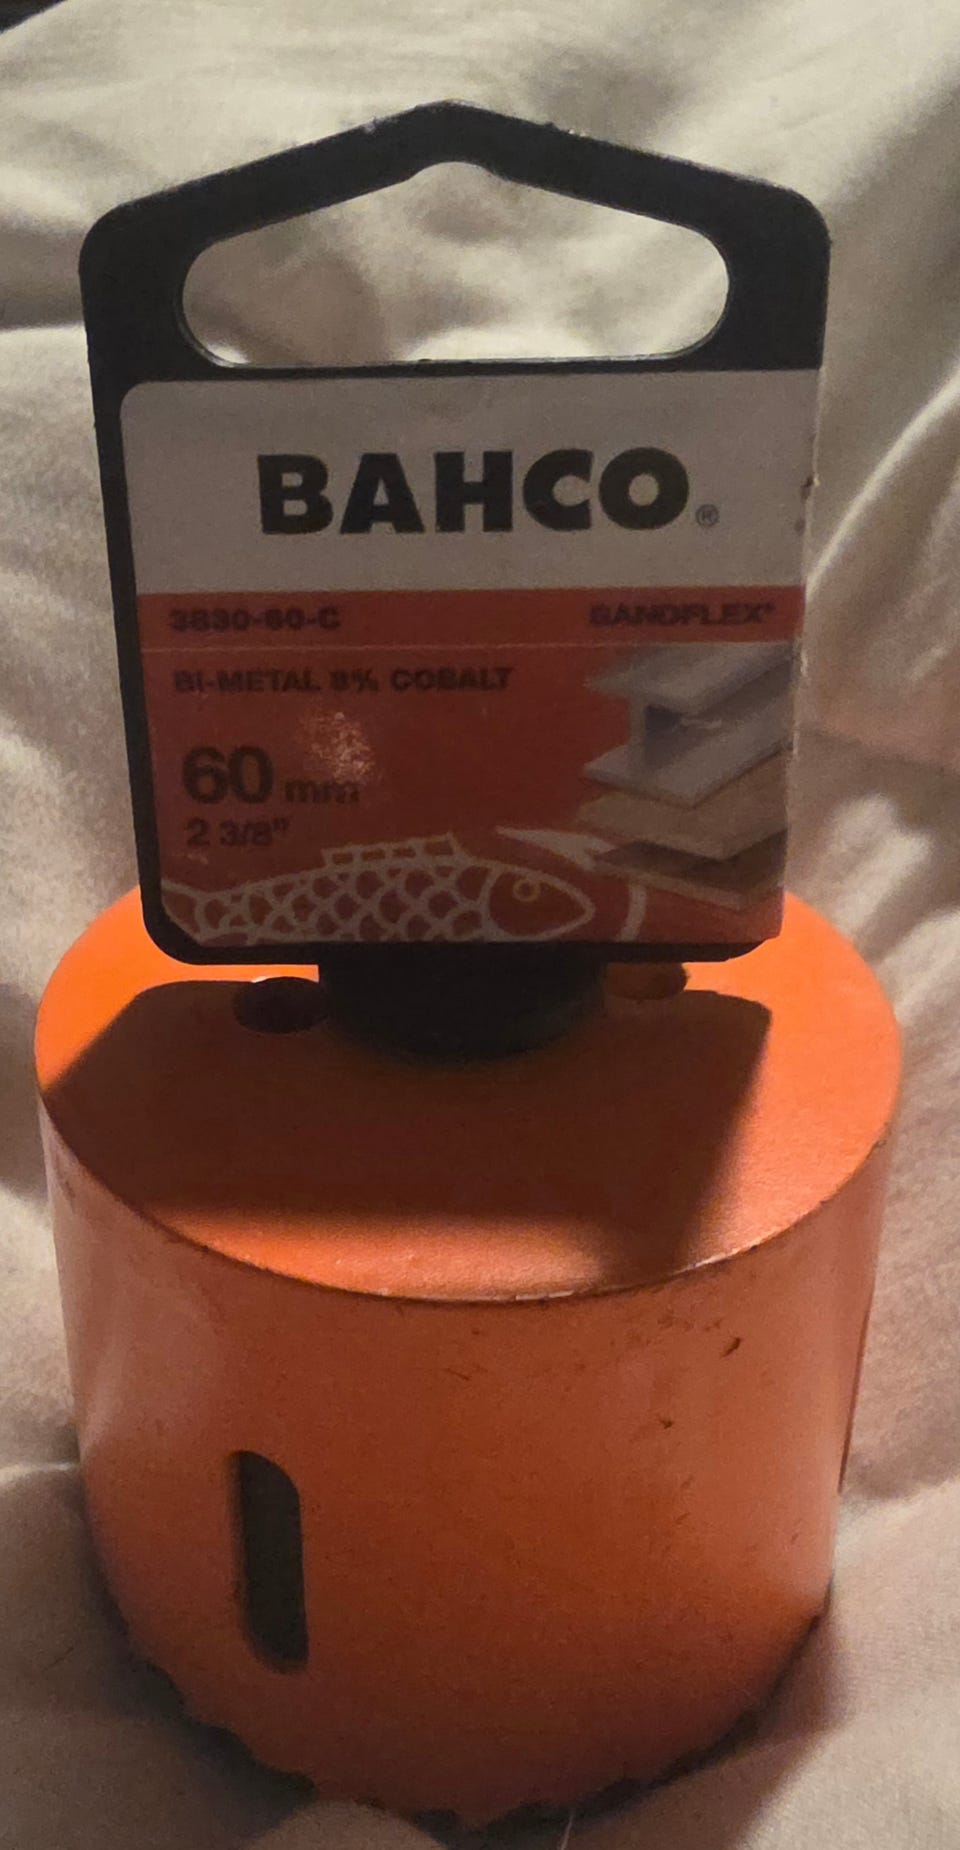 BAHCO®
3830-60-C SANDFLEX®
BI-METAL 8% COBALT
60 mm
2 3/8"